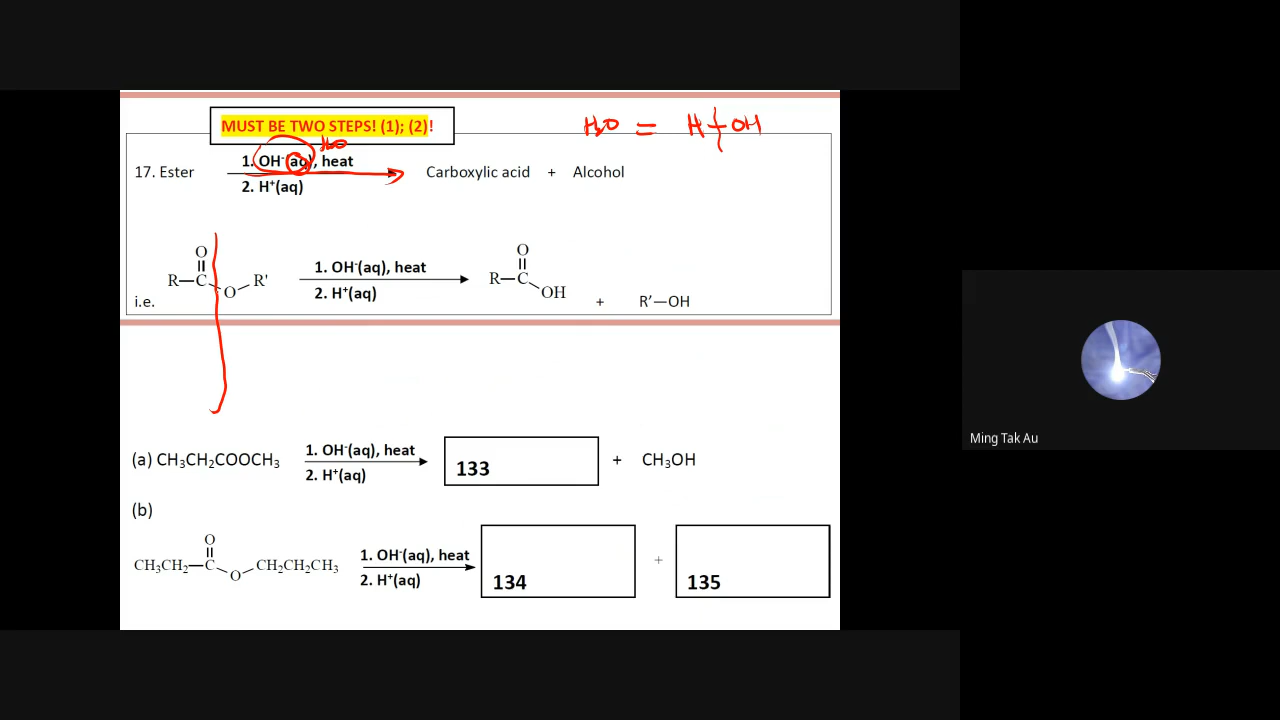 MUST BE TWO STEPS! (1); (2)!
H₂O = H OH
H₂O
17. Ester
1. OH⁻(aq), heat
2. H⁺(aq)
Carboxylic acid + Alcohol
i.e.
R—C
O
O
R'
1. OH⁻(aq), heat
2. H⁺(aq)
R—C
O
OH
+
R’—OH
(a) CH₃CH₂COOCH₃
1. OH⁻(aq), heat
2. H⁺(aq)
133
+ CH₃OH
(b)
O
CH₃CH₂—C
O
CH₂CH₂CH₃
1. OH⁻(aq), heat
2. H⁺(aq)
134
+
135
Ming Tak Au